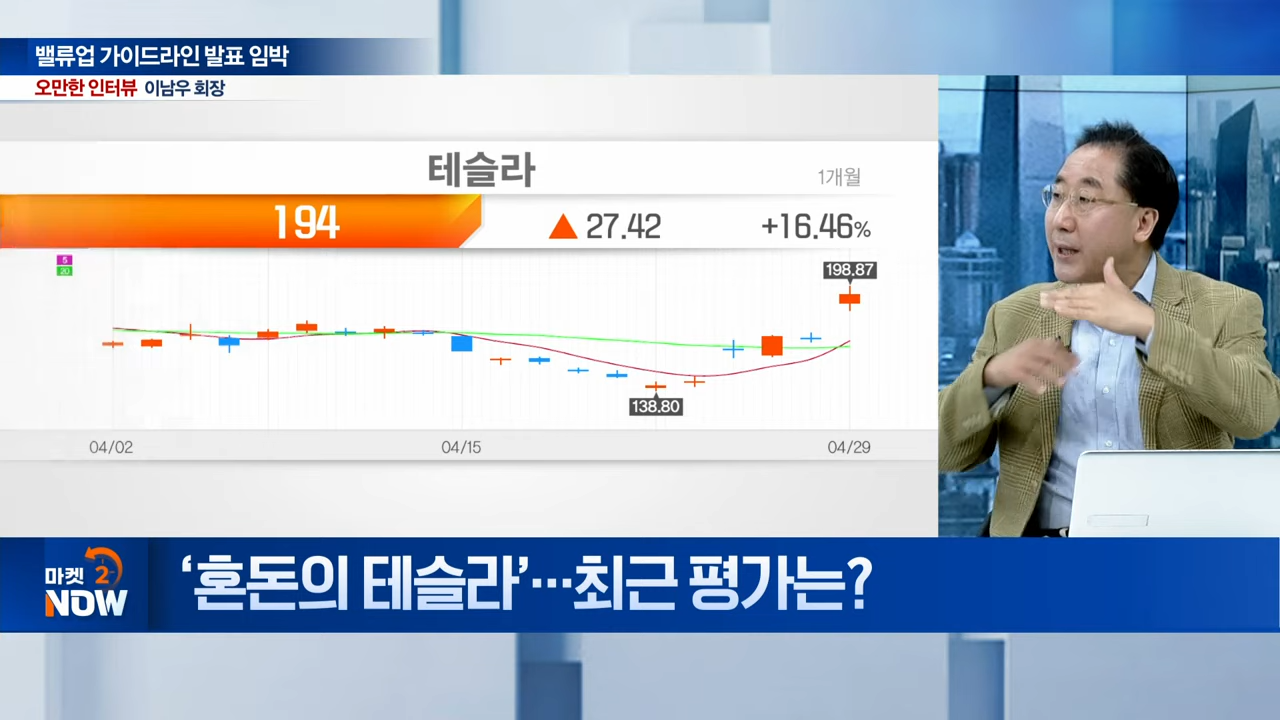 밸류업 가이드라인 발표 임박
오만한 인터뷰 이남우 회장
테슬라
1개월
194 ▲ 27.42 +16.46%
5
20
198.87
138.80
04/02 04/15 04/29
마켓 2
NOW
‘혼돈의 테슬라’…최근 평가는?